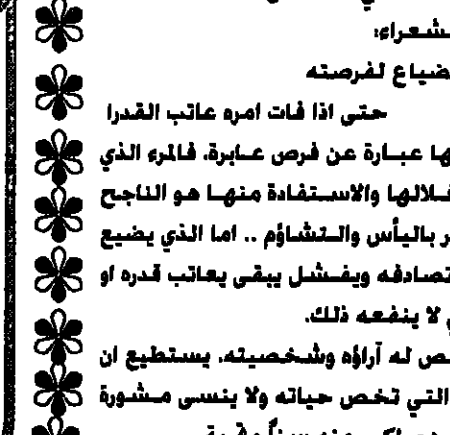 شعراء:
ضياع لفرصته
حتى اذا فات امره عاتب القدرا
ها عبارة عن فرص عابرة. فالمرء الذي
غلالها والاستفادة منها هو الناجح
ر باليأس والتشاؤم .. اما الذي يضيع
تصادفه ويفشل يبقى يعاتب قدره او
ي لا ينفعه ذلك.
ص له آراؤه وشخصيته. يستطيع ان
التي تخص حياته ولا ينسى مشورة